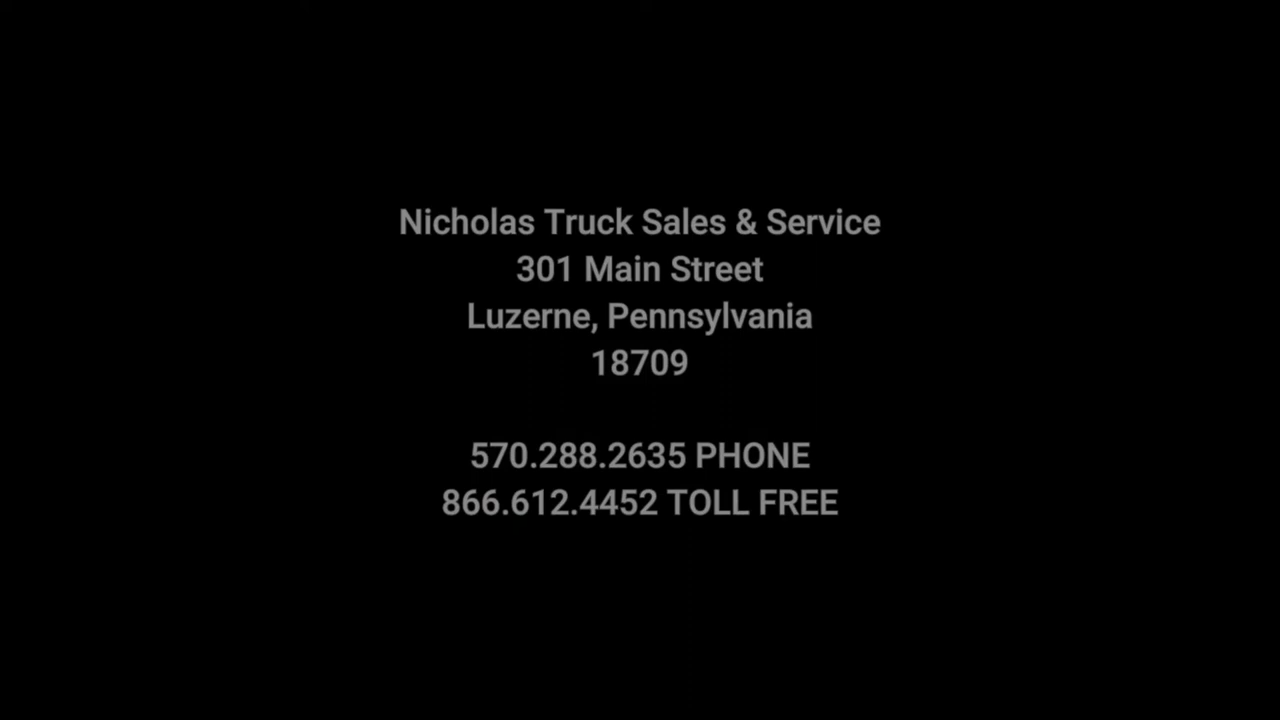 Nicholas Truck Sales & Service
301 Main Street
Luzerne, Pennsylvania
18709
570.288.2635 PHONE
866.612.4452 TOLL FREE